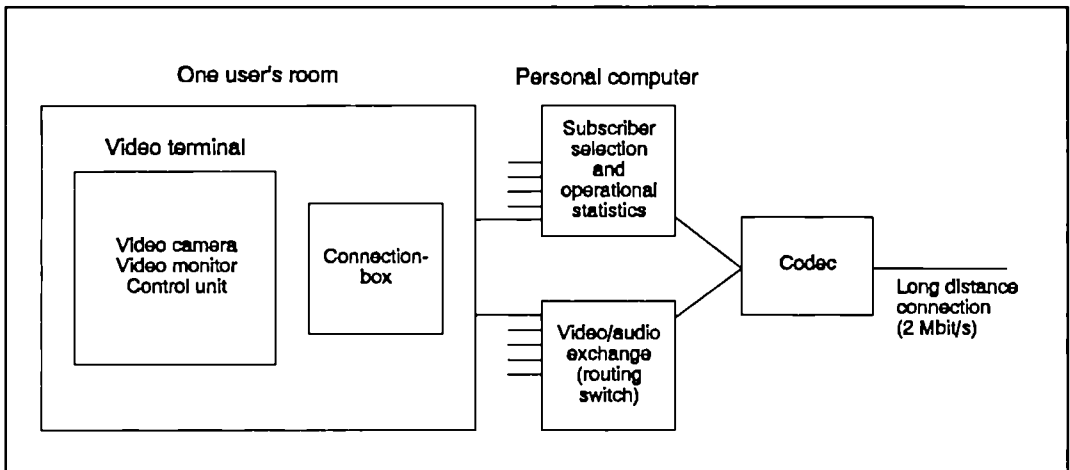 One user's room
Video terminal
Video camera
Video monitor
Control unit
Connection-
box
Personal computer
Subscriber
selection
and
operational
statistics
Video/audio
exchange
(routing
switch)
Codec
Long distance
connection
(2 Mbit/s)